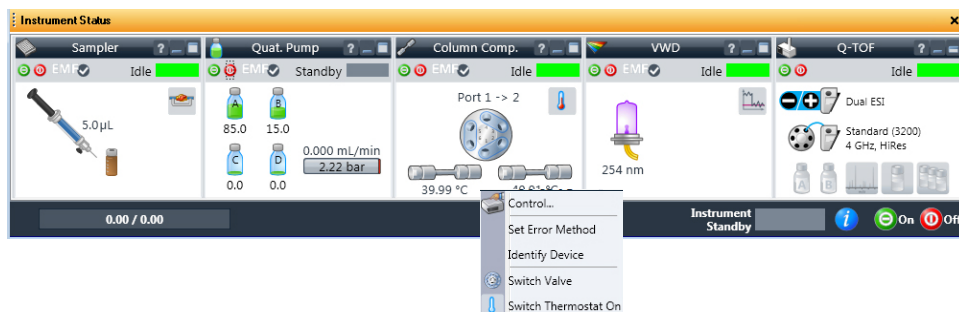 Instrument Status
Sampler ?
Quat. Pump ?
Column Comp. ?
VWD ?
Q-TOF ?
EMF Idle
EMF Standby
EMF Idle
EMF Idle
Idle
5.0µL
A B
85.0 15.0
C D
0.0 0.0
0.000 mL/min
2.22 bar
Port 1 -> 2
39.99 °C
254 nm
Dual ESI
Standard (3200)
4 GHz, HiRes
A B
0.00 / 0.00
Instrument
Standby
i
On
Off
Control...
Set Error Method
Identify Device
Switch Valve
Switch Thermostat On